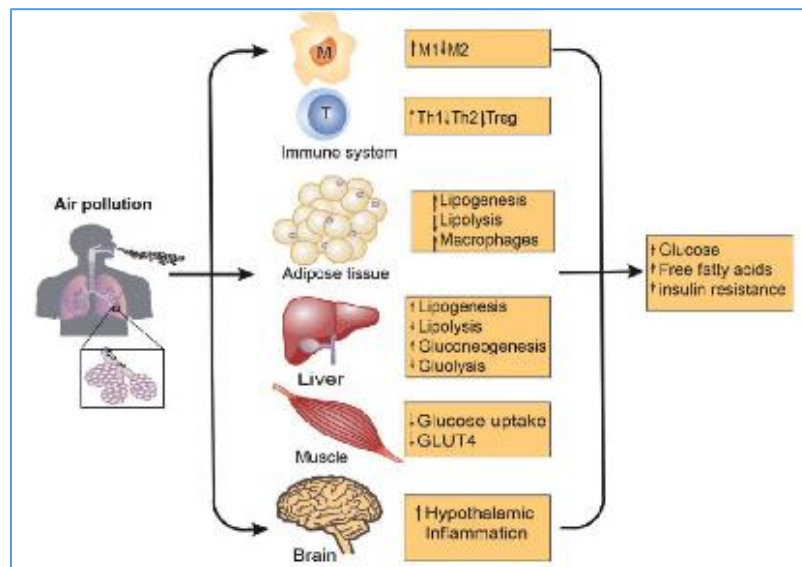 Air pollution
M
T
Immune system
Adipose tissue
Liver
Muscle
Brain
↑M1↓M2
↑Th1↓Th2↓Treg
↑Lipogenesis
↓Lipolysis
↑Macrophages
↑Lipogenesis
↓Lipolysis
↑Gluconeogenesis
↓Gluolysis
↓Glucose uptake
↓GLUT4
↑Hypothalamic
Inflammation
↑Glucose
↑Free fatty acids
↑insulin resistance